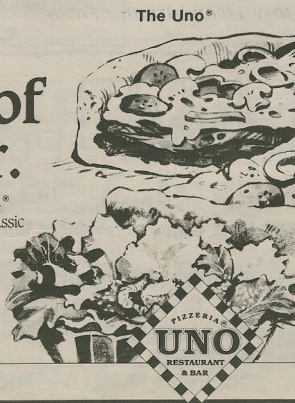 The Uno®
of
®
ssic
PIZZERIA®
UNO
RESTAURANT
& BAR